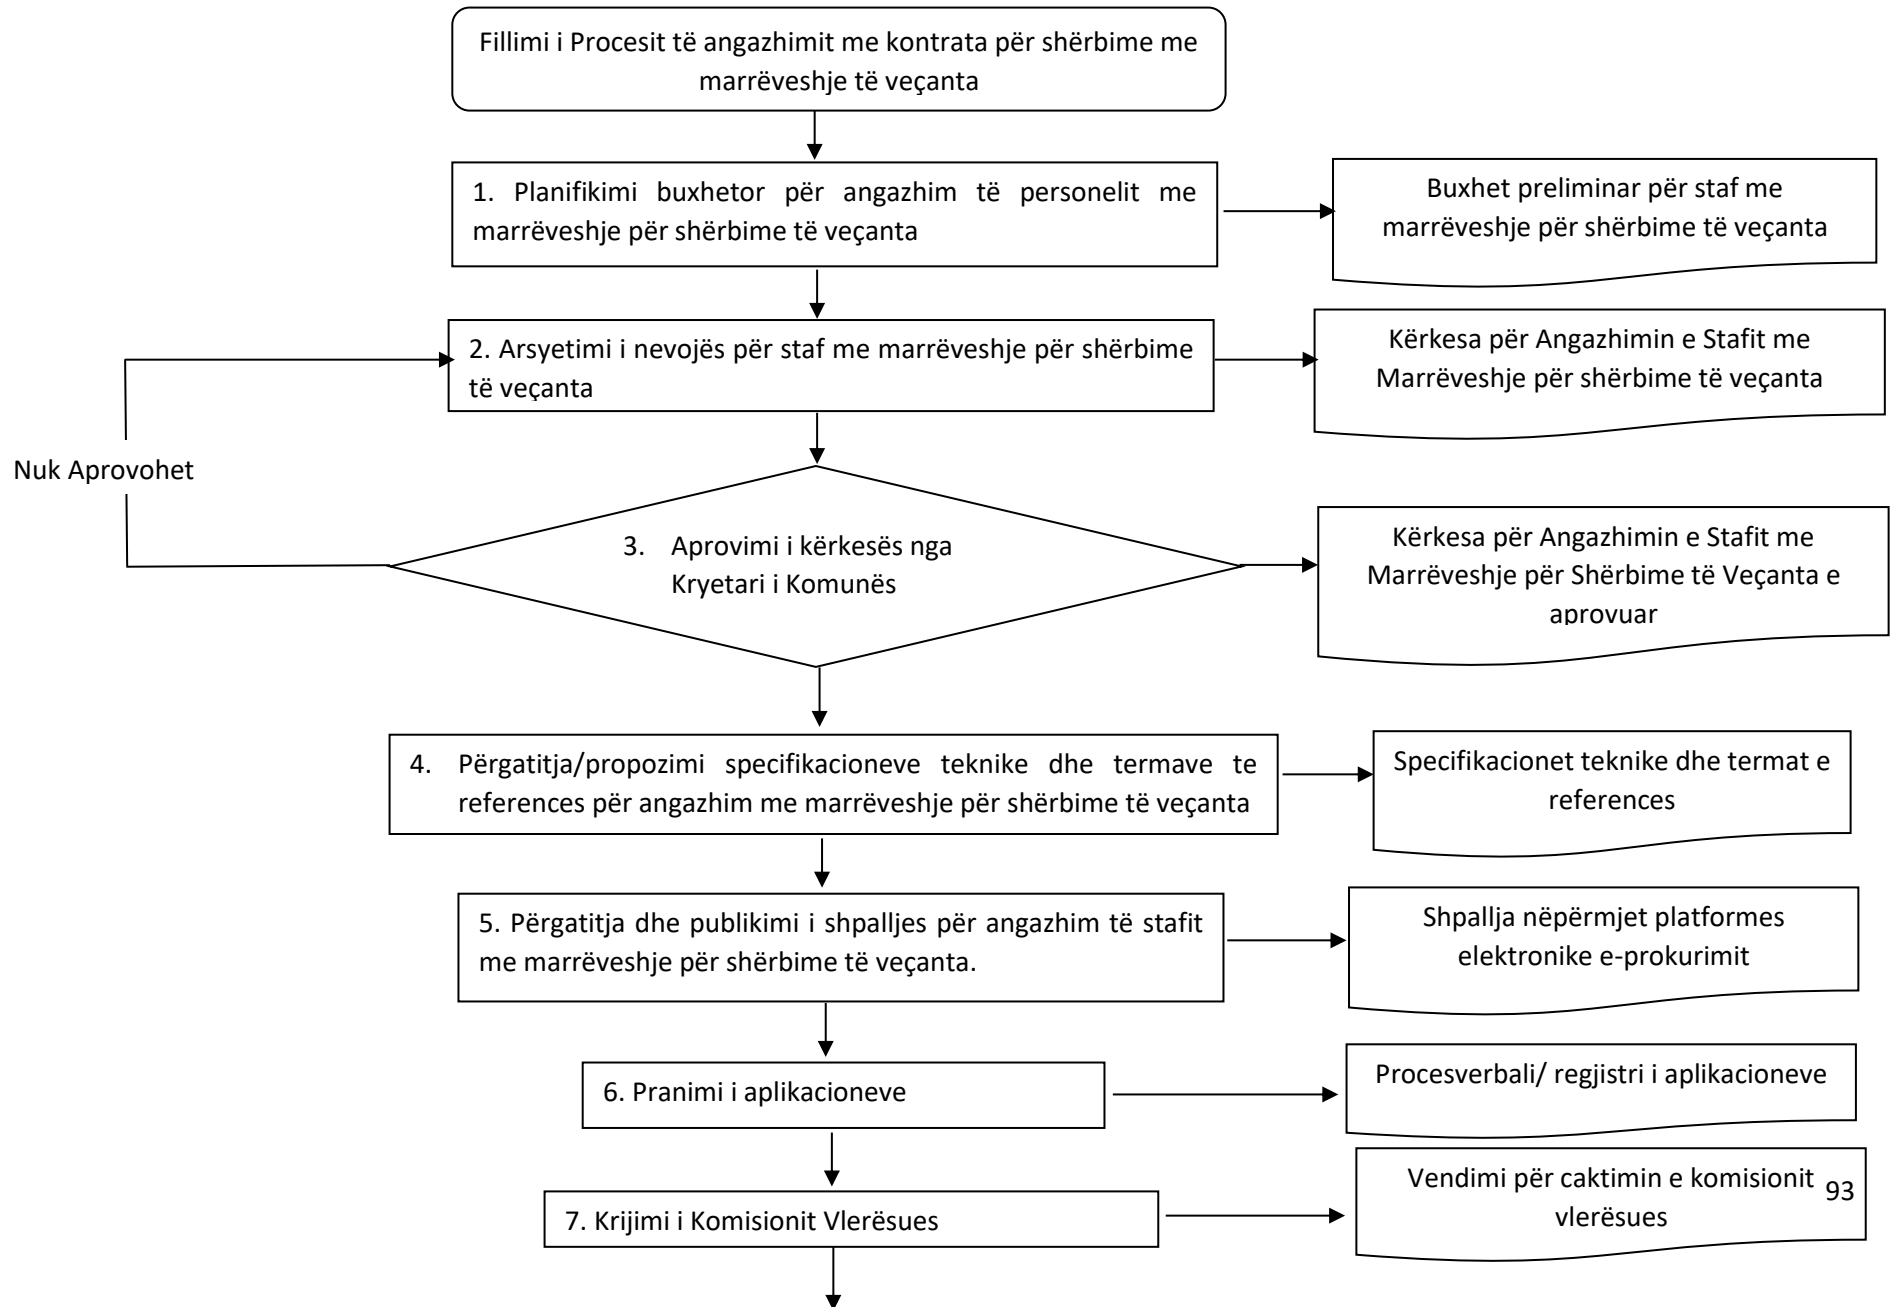 Fillimi i Procesit të angazhimit me kontrata për shërbime me
marrëveshje të veçanta
1. Planifikimi buxhetor për angazhim të personelit me
marrëveshje për shërbime të veçanta
Buxhet preliminar për staf me
marrëveshje për shërbime të veçanta
2. Arsyetimi i nevojës për staf me marrëveshje për shërbime
të veçanta
Kërkesa për Angazhimin e Stafit me
Marrëveshje për shërbime të veçanta
Nuk Aprovohet
3. Aprovimi i kërkesës nga
Kryetari i Komunës
Kërkesa për Angazhimin e Stafit me
Marrëveshje për Shërbime të Veçanta e
aprovuar
4. Përgatitja/propozimi specifikacioneve teknike dhe termave te
references për angazhim me marrëveshje për shërbime të veçanta
Specifikacionet teknike dhe termat e
references
5. Përgatitja dhe publikimi i shpalljes për angazhim të stafit
me marrëveshje për shërbime të veçanta.
Shpallja nëpërmjet platformes
elektronike e-prokurimit
6. Pranimi i aplikacioneve
Procesverbali/ regjistri i aplikacioneve
7. Krijimi i Komisionit Vlerësues
Vendimi për caktimin e komisionit
vlerësues
93